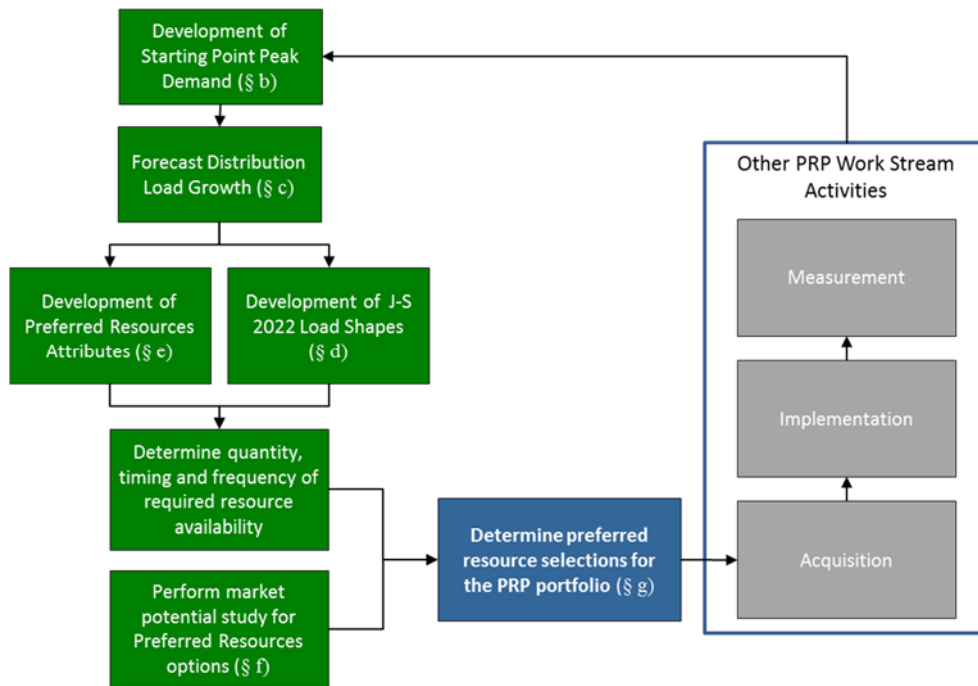 Development of
Starting Point Peak
Demand (§ b)
Forecast Distribution
Load Growth (§ c)
Development of
Preferred Resources
Attributes (§ e)
Development of J-S
2022 Load Shapes
(§ d)
Determine quantity,
timing and frequency of
required resource
availability
Perform market
potential study for
Preferred Resources
options (§ f)
Determine preferred
resource selections for
the PRP portfolio (§ g)
Other PRP Work Stream
Activities
Measurement
Implementation
Acquisition